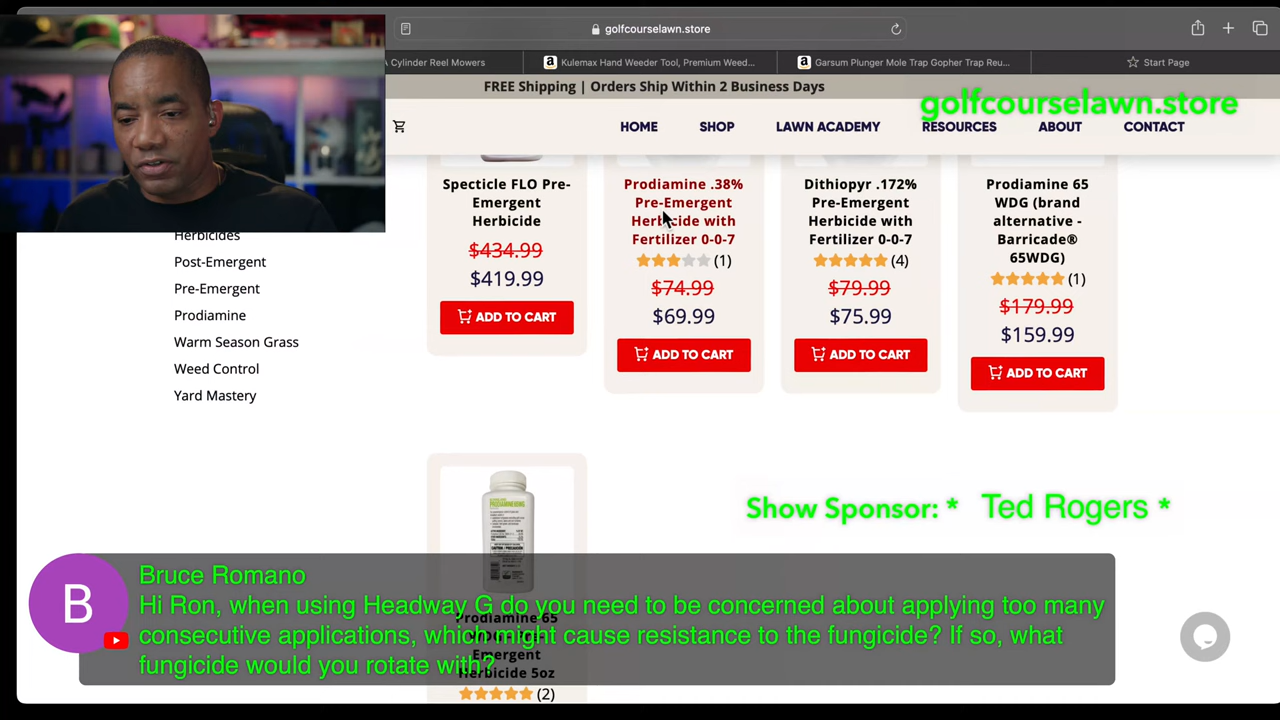 golfcourselawn.store
A Cylinder Reel Mowers
Kulemax Hand Weeder Tool, Premium Weed...
Garsum Plunger Mole Trap Gopher Trap Reu...
Start Page
FREE Shipping | Orders Ship Within 2 Business Days
golfcourselawn.store
HOME
SHOP
LAWN ACADEMY
RESOURCES
ABOUT
CONTACT
Herbicides
Post-Emergent
Pre-Emergent
Prodiamine
Warm Season Grass
Weed Control
Yard Mastery
Specticle FLO Pre-
Emergent
Herbicide
$434.99
$419.99
ADD TO CART
Prodiamine .38%
Pre-Emergent
Herbicide with
Fertilizer 0-0-7
(1)
$74.99
$69.99
ADD TO CART
Dithiopyr .172%
Pre-Emergent
Herbicide with
Fertilizer 0-0-7
(4)
$79.99
$75.99
ADD TO CART
Prodiamine 65
WDG (brand
alternative -
Barricade®
65WDG)
(1)
$179.99
$159.99
ADD TO CART
Show Sponsor: * Ted Rogers *
B
Bruce Romano
Hi Ron, when using Headway G do you need to be concerned about applying too many
consecutive applications, which might cause resistance to the fungicide? If so, what
fungicide would you rotate with?
Prodiamine 65
Emergent
Herbicide 5oz
(2)